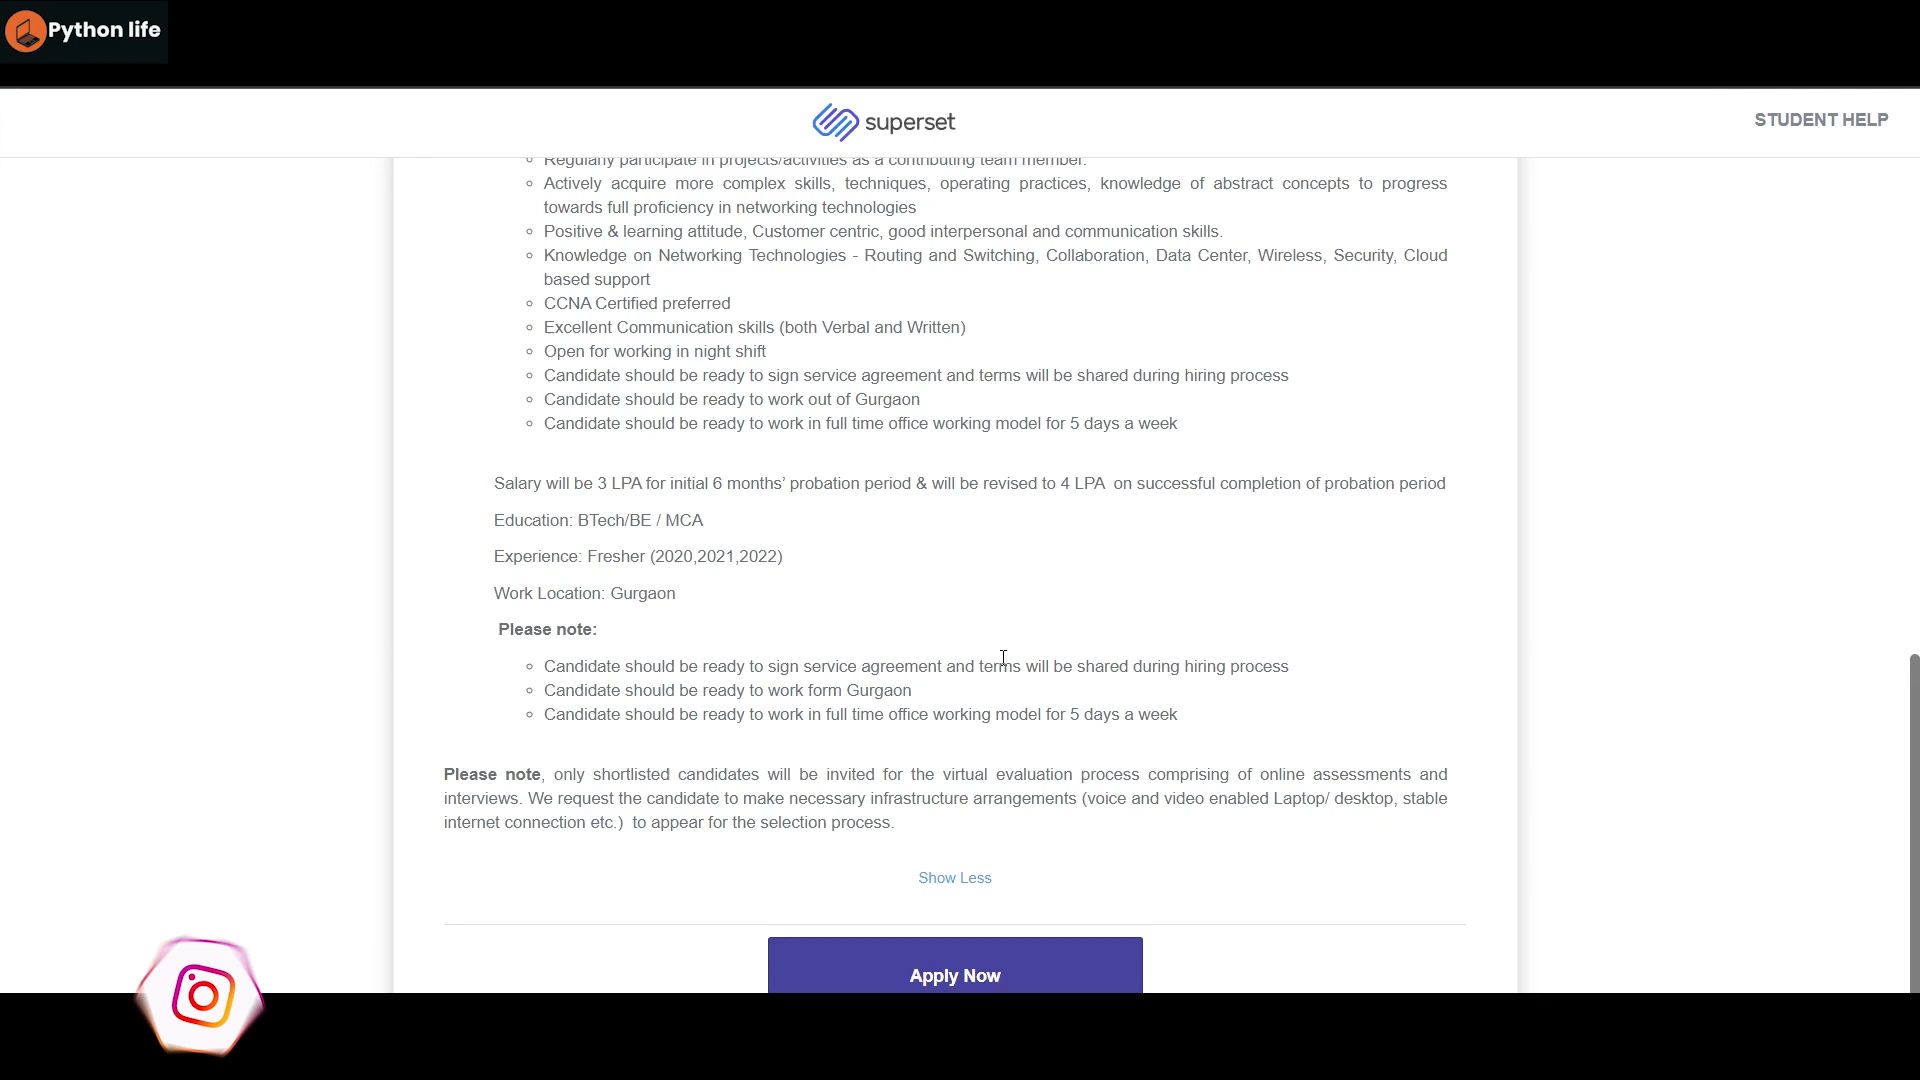 Python life
superset
STUDENT HELP
Regularly participate in projects/activities as a contributing team member.
Actively acquire more complex skills, techniques, operating practices, knowledge of abstract concepts to progress
towards full proficiency in networking technologies
Positive & learning attitude, Customer centric, good interpersonal and communication skills.
Knowledge on Networking Technologies - Routing and Switching, Collaboration, Data Center, Wireless, Security, Cloud
based support
CCNA Certified preferred
Excellent Communication skills (both Verbal and Written)
Open for working in night shift
Candidate should be ready to sign service agreement and terms will be shared during hiring process
Candidate should be ready to work out of Gurgaon
Candidate should be ready to work in full time office working model for 5 days a week
Salary will be 3 LPA for initial 6 months’ probation period & will be revised to 4 LPA on successful completion of probation period
Education: BTech/BE / MCA
Experience: Fresher (2020,2021,2022)
Work Location: Gurgaon
Please note:
Candidate should be ready to sign service agreement and terms will be shared during hiring process
Candidate should be ready to work form Gurgaon
Candidate should be ready to work in full time office working model for 5 days a week
Please note, only shortlisted candidates will be invited for the virtual evaluation process comprising of online assessments and
interviews. We request the candidate to make necessary infrastructure arrangements (voice and video enabled Laptop/ desktop, stable
internet connection etc.) to appear for the selection process.
Show Less
Apply Now